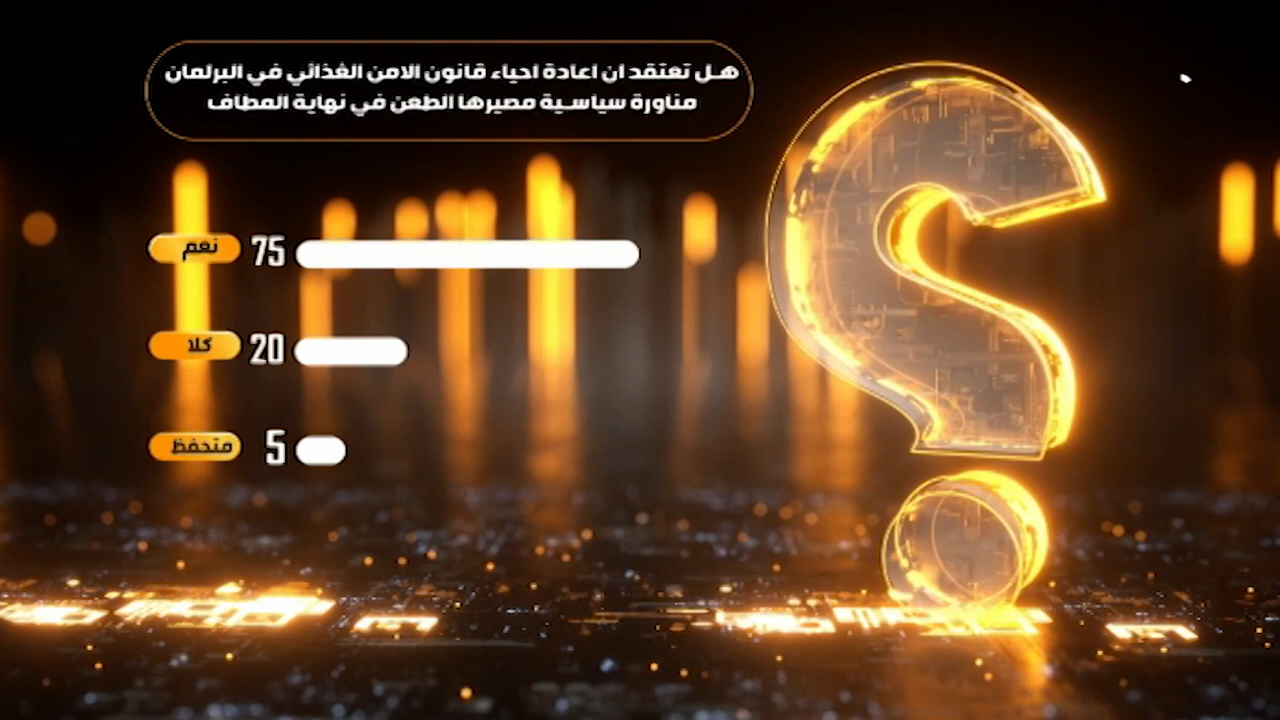 هل تعتقد ان اعادة احياء قانون الامن الغذائي في البرلمان
مناورة سياسية مصيرها الطعن في نهاية المطاف
نعم 75
كلا 20
متحفظ 5